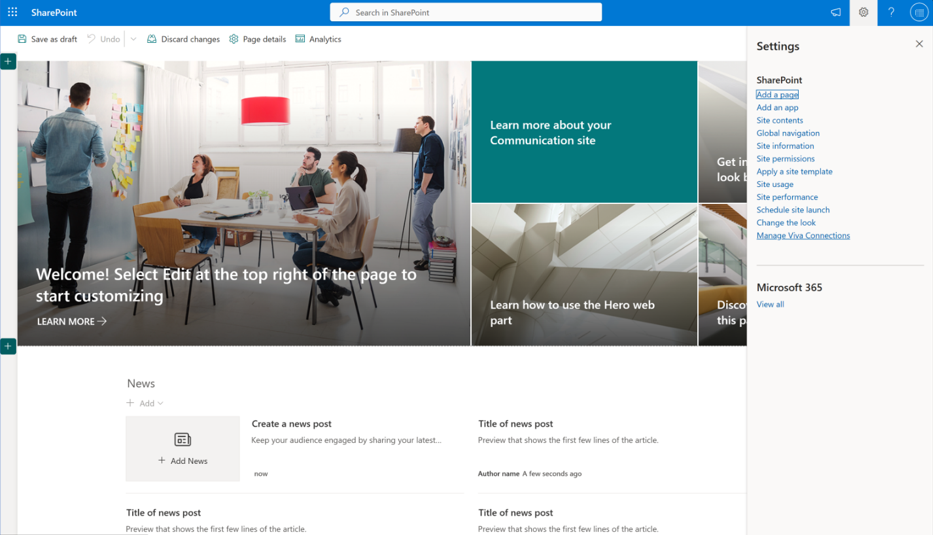 SharePoint
Search in SharePoint
?
Save as draft
Undo
Discard changes
Page details
Analytics
Welcome! Select Edit at the top right of the page to
start customizing
LEARN MORE
Learn more about your
Communication site
Learn how to use the Hero web
part
Get in
look b
Disco
this p
News
Add
Add News
Create a news post
Keep your audience engaged by sharing your latest...
now
Title of news post
Preview that shows the first few lines of the article.
Author name A few seconds ago
Title of news post
Preview that shows the first few lines of the article.
Title of news post
Preview that shows the first few lines of the article.
Settings
SharePoint
Add a page
Add an app
Site contents
Global navigation
Site information
Site permissions
Apply a site template
Site usage
Site performance
Schedule site launch
Change the look
Manage Viva Connections
Microsoft 365
View all